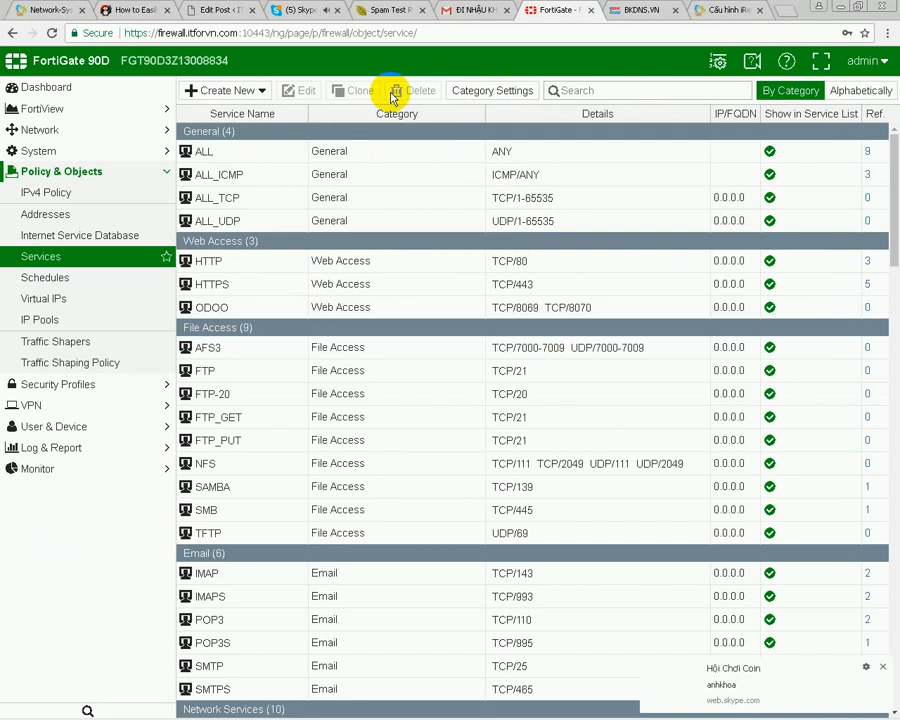 Network-Sys
How to Easil
Edit Post ‹ I
(5) Skype
Spam Test R
ĐI NHẬU KH
FortiGate - F
BKDNS.VN
Cấu hình iRe
Secure https://firewall.itforvn.com:10443/ng/page/p/firewall/object/service/
FortiGate 90D FGT90D3Z13008834 admin
Dashboard
FortiView
Network
System
Policy & Objects
IPv4 Policy
Addresses
Internet Service Database
Services
Schedules
Virtual IPs
IP Pools
Traffic Shapers
Traffic Shaping Policy
Security Profiles
VPN
User & Device
Log & Report
Monitor
Create New Edit Clone Delete Category Settings Search By Category Alphabetically
Service Name Category Details IP/FQDN Show in Service List Ref.
General (4)
ALL General ANY 9
ALL_ICMP General ICMP/ANY 3
ALL_TCP General TCP/1-65535 0.0.0.0 0
ALL_UDP General UDP/1-65535 0.0.0.0 0
Web Access (3)
HTTP Web Access TCP/80 0.0.0.0 3
HTTPS Web Access TCP/443 0.0.0.0 5
ODOO Web Access TCP/8069 TCP/8070 0.0.0.0 0
File Access (9)
AFS3 File Access TCP/7000-7009 UDP/7000-7009 0.0.0.0 0
FTP File Access TCP/21 0.0.0.0 0
FTP-20 File Access TCP/20 0.0.0.0 0
FTP_GET File Access TCP/21 0.0.0.0 0
FTP_PUT File Access TCP/21 0.0.0.0 0
NFS File Access TCP/111 TCP/2049 UDP/111 UDP/2049 0.0.0.0 0
SAMBA File Access TCP/139 0.0.0.0 1
SMB File Access TCP/445 0.0.0.0 1
TFTP File Access UDP/69 0.0.0.0 0
Email (6)
IMAP Email TCP/143 0.0.0.0 2
IMAPS Email TCP/993 0.0.0.0 2
POP3 Email TCP/110 0.0.0.0 2
POP3S Email TCP/995 0.0.0.0 1
SMTP Email TCP/25
SMTPS Email TCP/465
Network Services (10)
Hội Chơi Coin
anhkhoa
web.skype.com